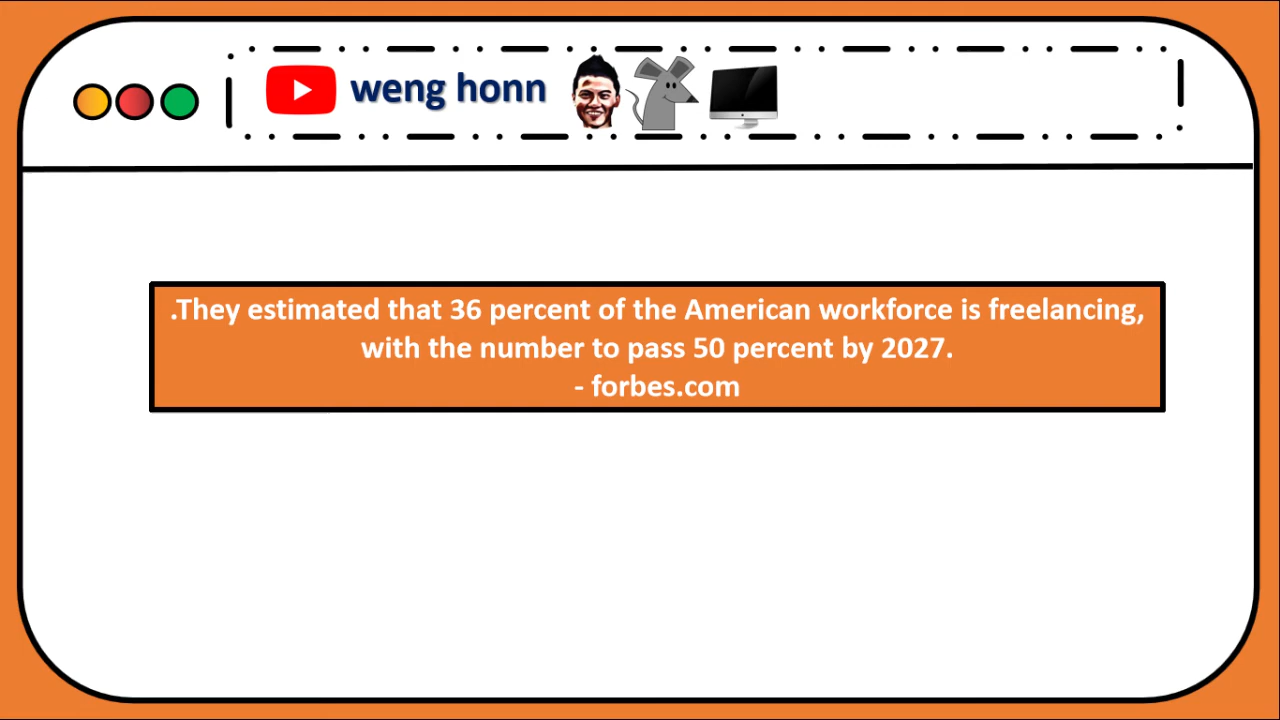 weng honn
.They estimated that 36 percent of the American workforce is freelancing,
with the number to pass 50 percent by 2027.
- forbes.com